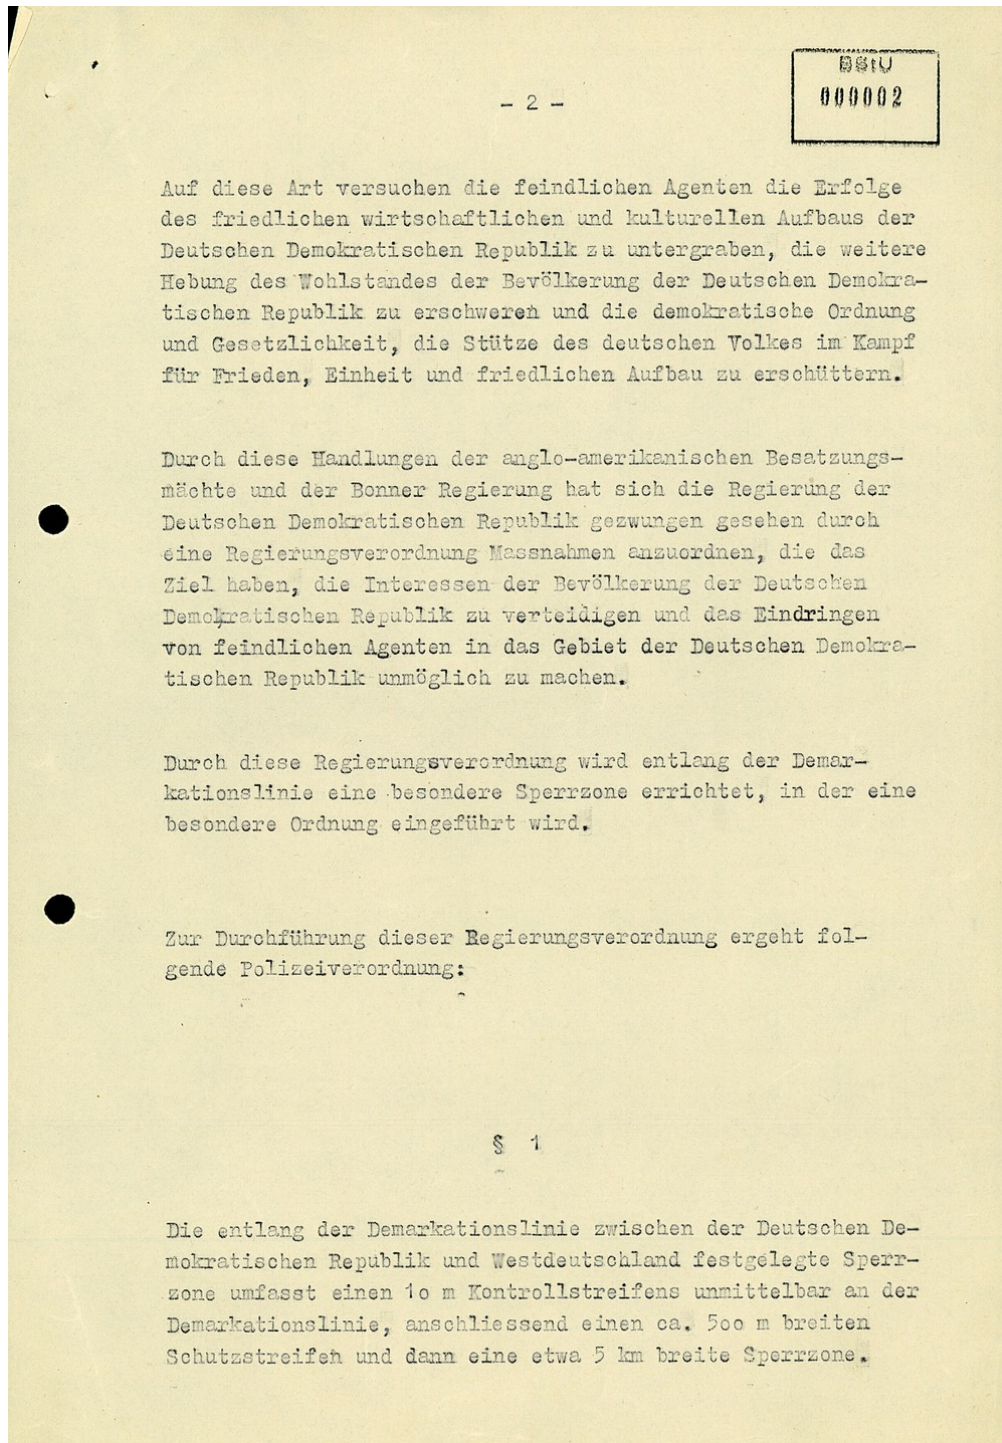 BStU
000002
- 2 -
Auf diese Art versuchen die feindlichen Agenten die Erfolge
des friedlichen wirtschaftlichen und kulturellen Aufbaus der
Deutschen Demokratischen Republik zu untergraben, die weitere
Hebung des Wohlstandes der Bevölkerung der Deutschen Demokra-
tischen Republik zu erschweren und die demokratische Ordnung
und Gesetzlichkeit, die Stütze des deutschen Volkes im Kampf
für Frieden, Einheit und friedlichen Aufbau zu erschüttern.
Durch diese Handlungen der anglo-amerikanischen Besatzungs-
mächte und der Bonner Regierung hat sich die Regierung der
Deutschen Demokratischen Republik gezwungen gesehen durch
eine Regierungsverordnung Massnahmen anzuordnen, die das
Ziel haben, die Interessen der Bevölkerung der Deutschen
Demokratischen Republik zu verteidigen und das Eindringen
von feindlichen Agenten in das Gebiet der Deutschen Demokra-
tischen Republik unmöglich zu machen.
Durch diese Regierungsverordnung wird entlang der Demar-
kationslinie eine besondere Sperrzone errichtet, in der eine
besondere Ordnung eingeführt wird.
Zur Durchführung dieser Regierungsverordnung ergeht fol-
gende Polizeiverordnung:
§ 1
Die entlang der Demarkationslinie zwischen der Deutschen De-
mokratischen Republik und Westdeutschland festgelegte Sperr-
zone umfasst einen 1o m Kontrollstreifens unmittelbar an der
Demarkationslinie, anschliessend einen ca. 5oo m breiten
Schutzstreifen und dann eine etwa 5 km breite Sperrzone.